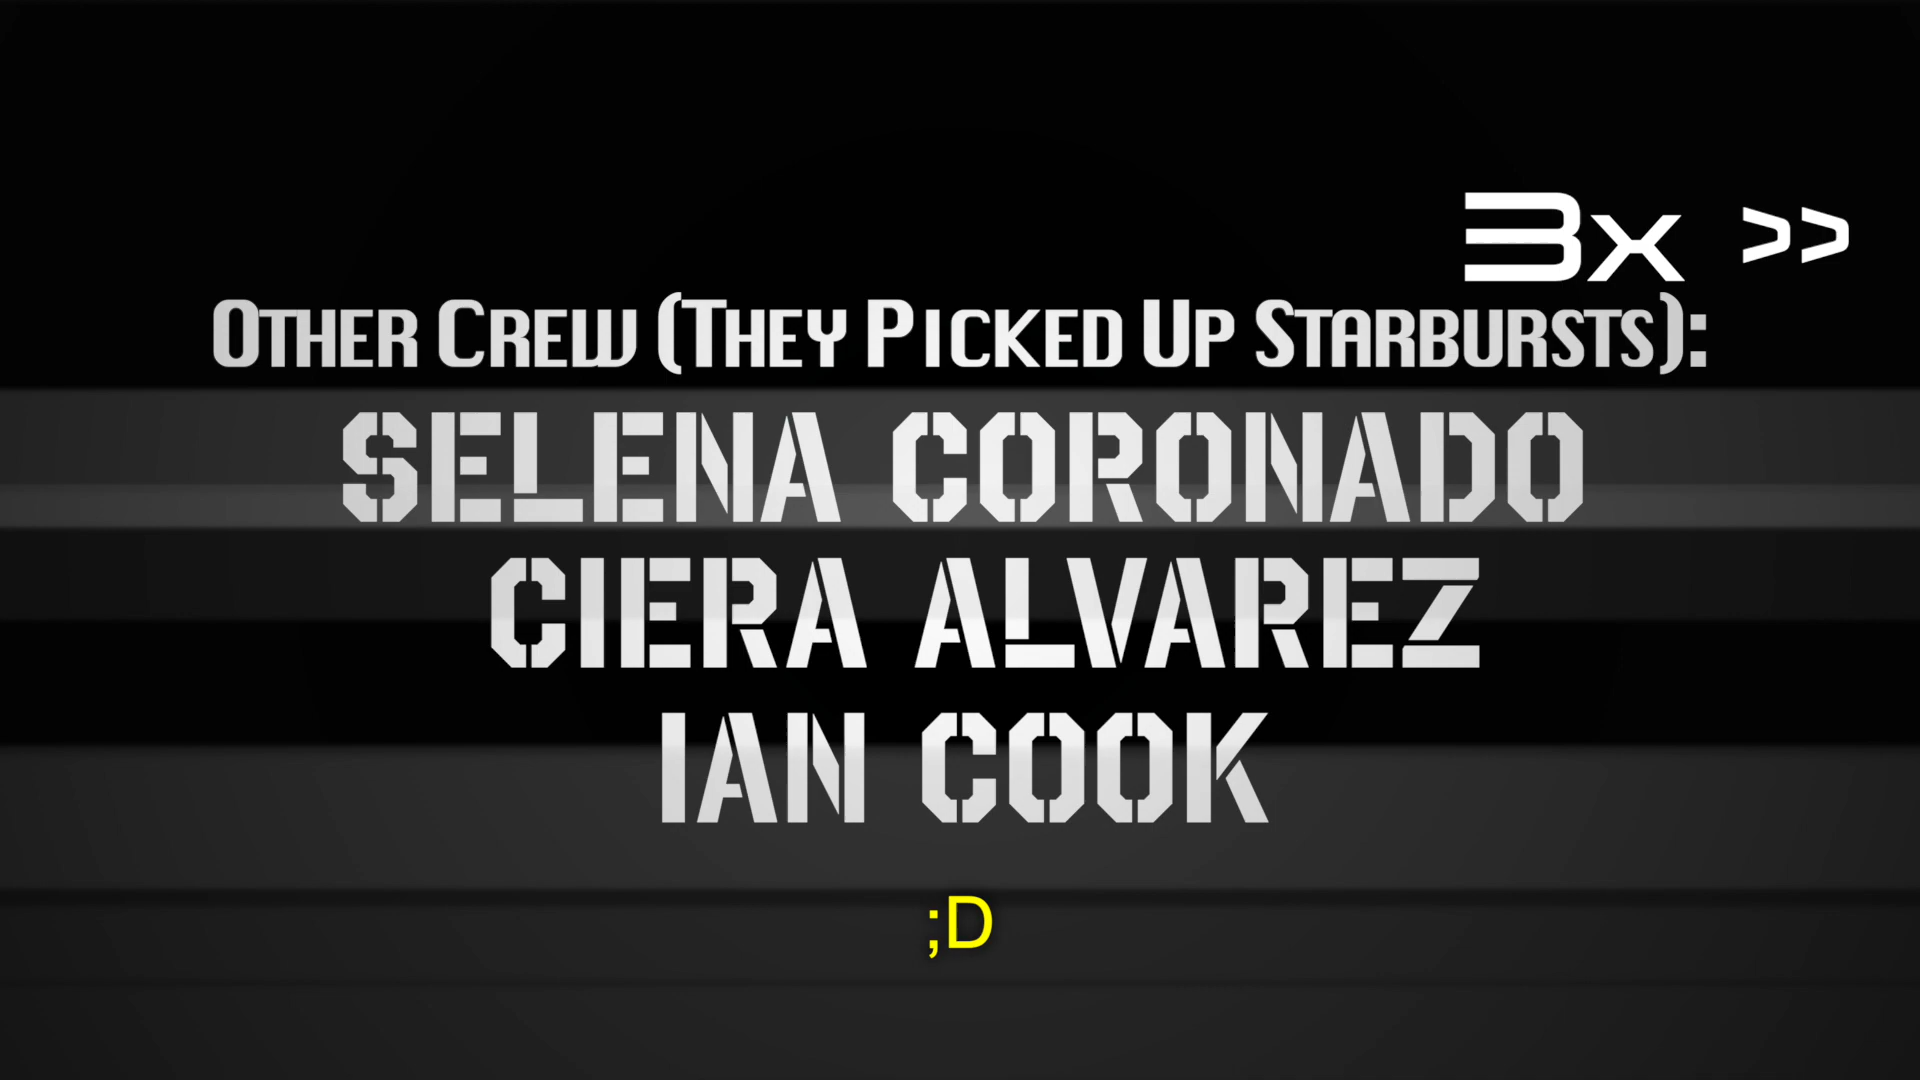 3x >>
Other Crew (They Picked Up Starbursts):
SELENA CORONADO
CIERA ALVAREZ
IAN COOK
;D